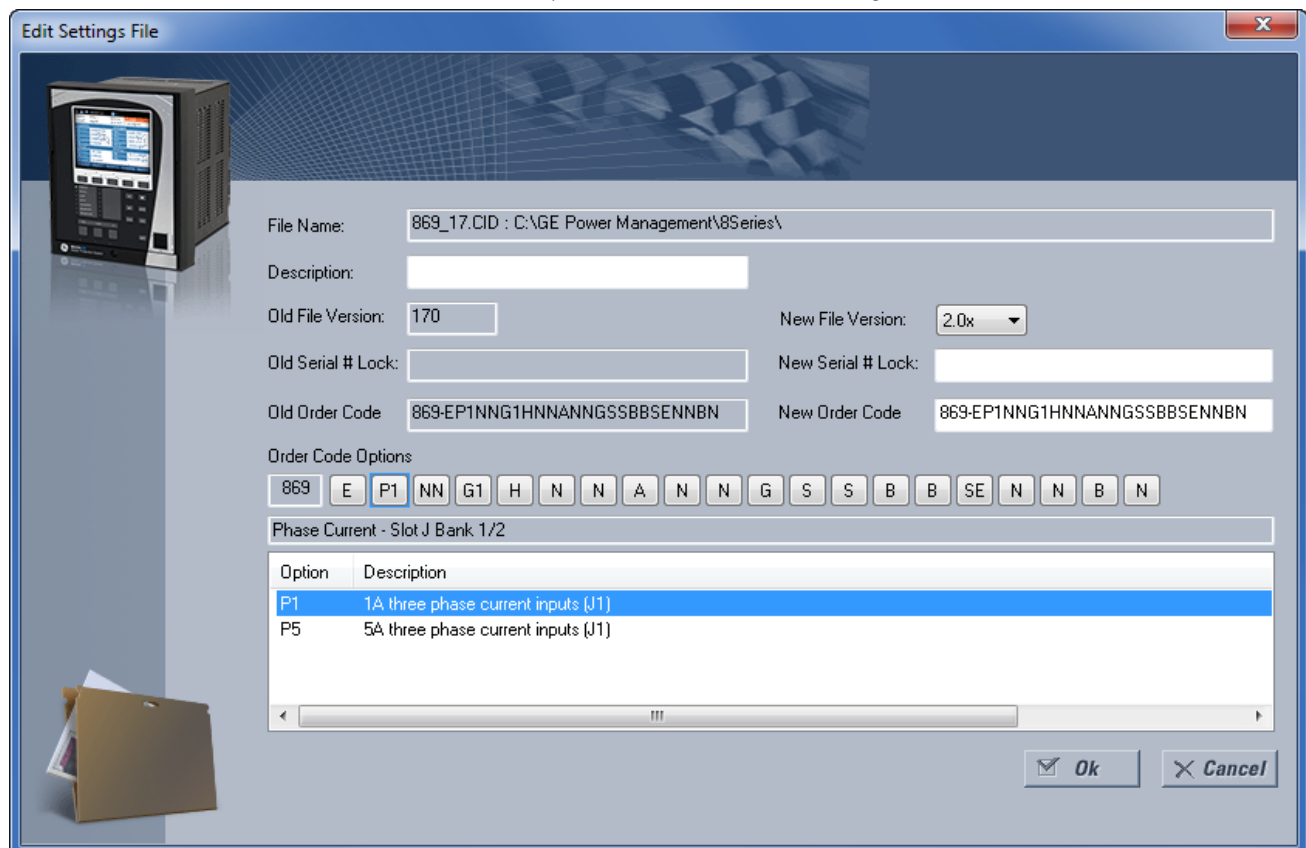 Edit Settings File
File Name: 869_17.CID : C:\GE Power Management\8Series\
Description:
Old File Version: 170 New File Version: 2.0x
Old Serial # Lock: New Serial # Lock:
Old Order Code 869-EP1NNG1HNNANNGSSBBSENNBN New Order Code 869-EP1NNG1HNNANNGSSBBSENNBN
Order Code Options
869 E P1 NN G1 H N N A N N G S S B B SE N N B N
Phase Current - Slot J Bank 1/2
Option Description
P1 1A three phase current inputs (J1)
P5 5A three phase current inputs (J1)
Ok Cancel